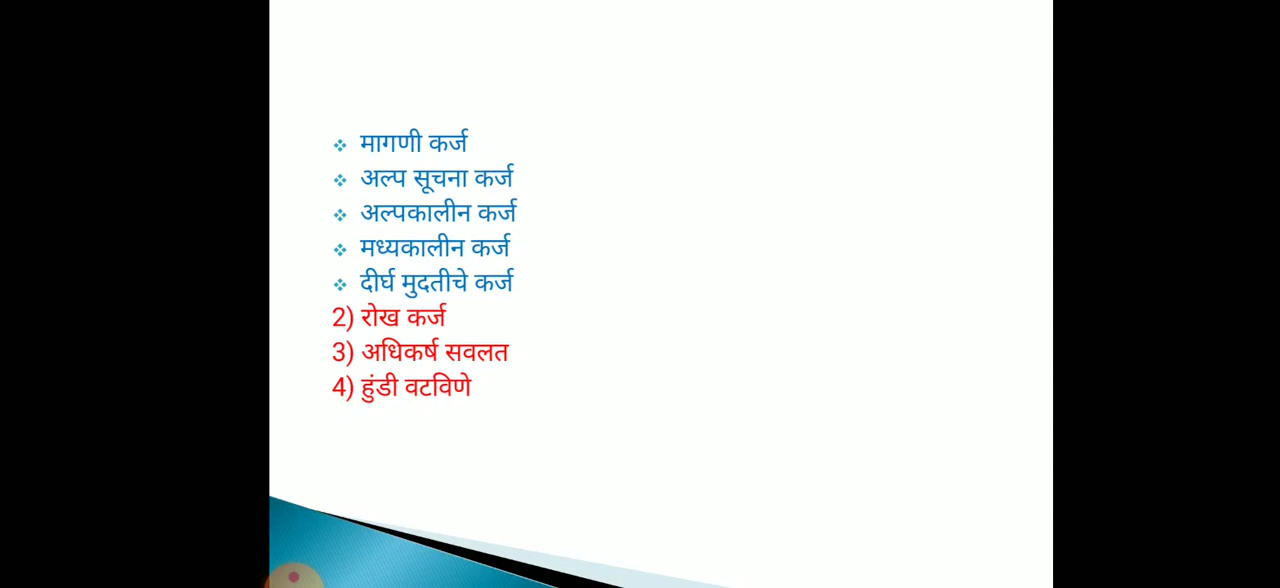 ❖ मागणी कर्ज
❖ अल्प सूचना कर्ज
❖ अल्पकालीन कर्ज
❖ मध्यकालीन कर्ज
❖ दीर्घ मुदतीचे कर्ज
2) रोख कर्ज
3) अधिकर्ष सवलत
4) हुंडी वटविणे